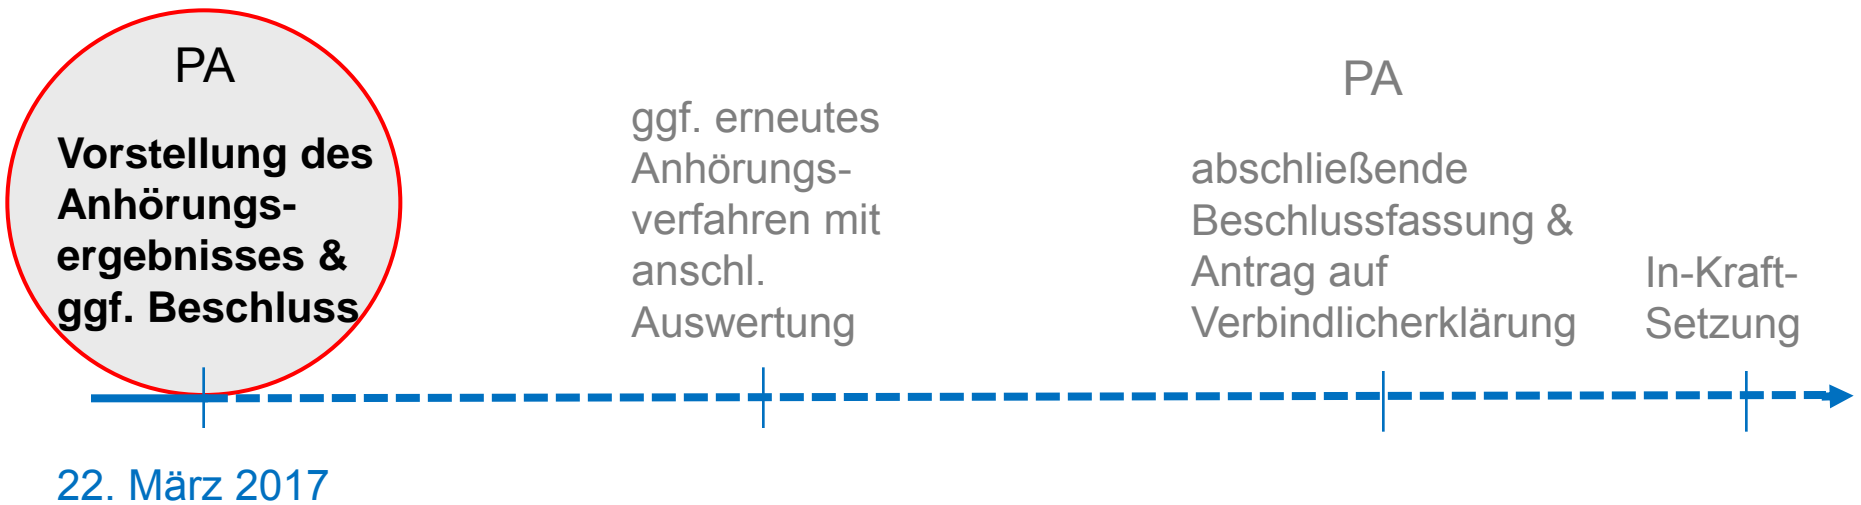 PA
Vorstellung des
Anhörungs-
ergebnisses &
ggf. Beschluss
22. März 2017
ggf. erneutes
Anhörungs-
verfahren mit
anschl.
Auswertung
PA
abschließende
Beschlussfassung &
Antrag auf
Verbindlicherklärung
In-Kraft-
Setzung